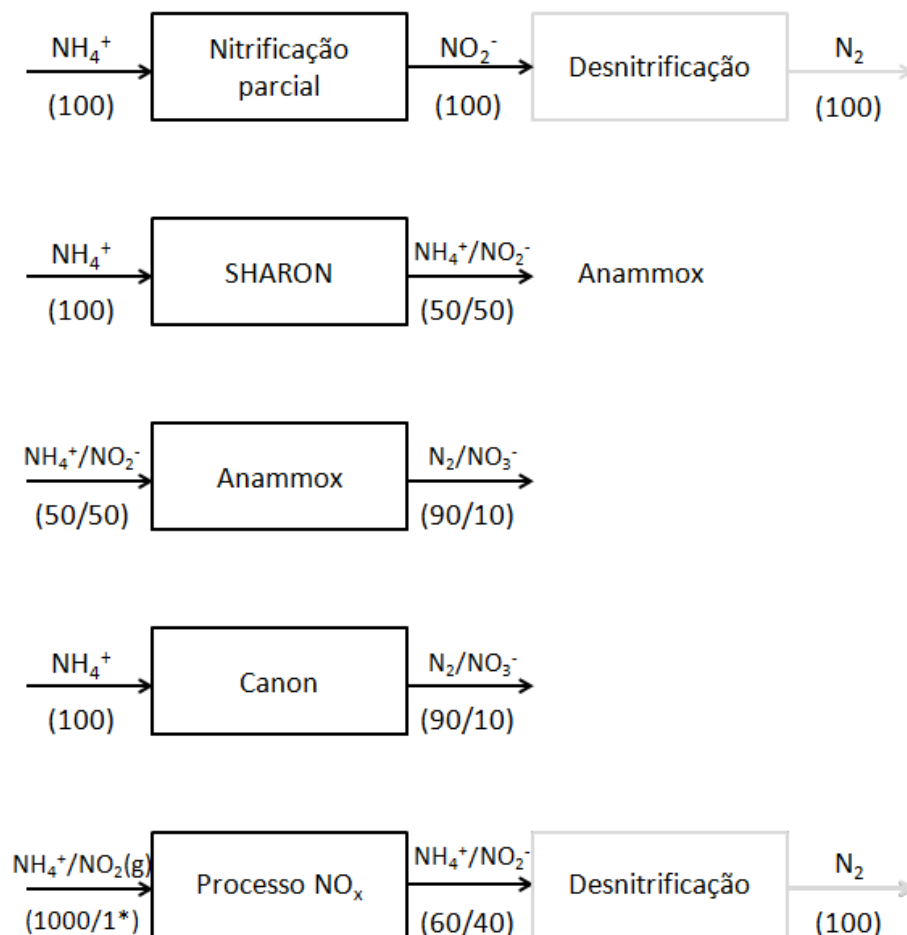 NH₄⁺
(100)
Nitrificação
parcial
NO₂⁻
(100)
Desnitrificação
N₂
(100)
NH₄⁺
(100)
SHARON
NH₄⁺/NO₂⁻
(50/50)
Anammox
NH₄⁺/NO₂⁻
(50/50)
Anammox
N₂/NO₃⁻
(90/10)
NH₄⁺
(100)
Canon
N₂/NO₃⁻
(90/10)
NH₄⁺/NO₂(g)
(1000/1*)
Processo NOₓ
NH₄⁺/NO₂⁻
(60/40)
Desnitrificação
N₂
(100)